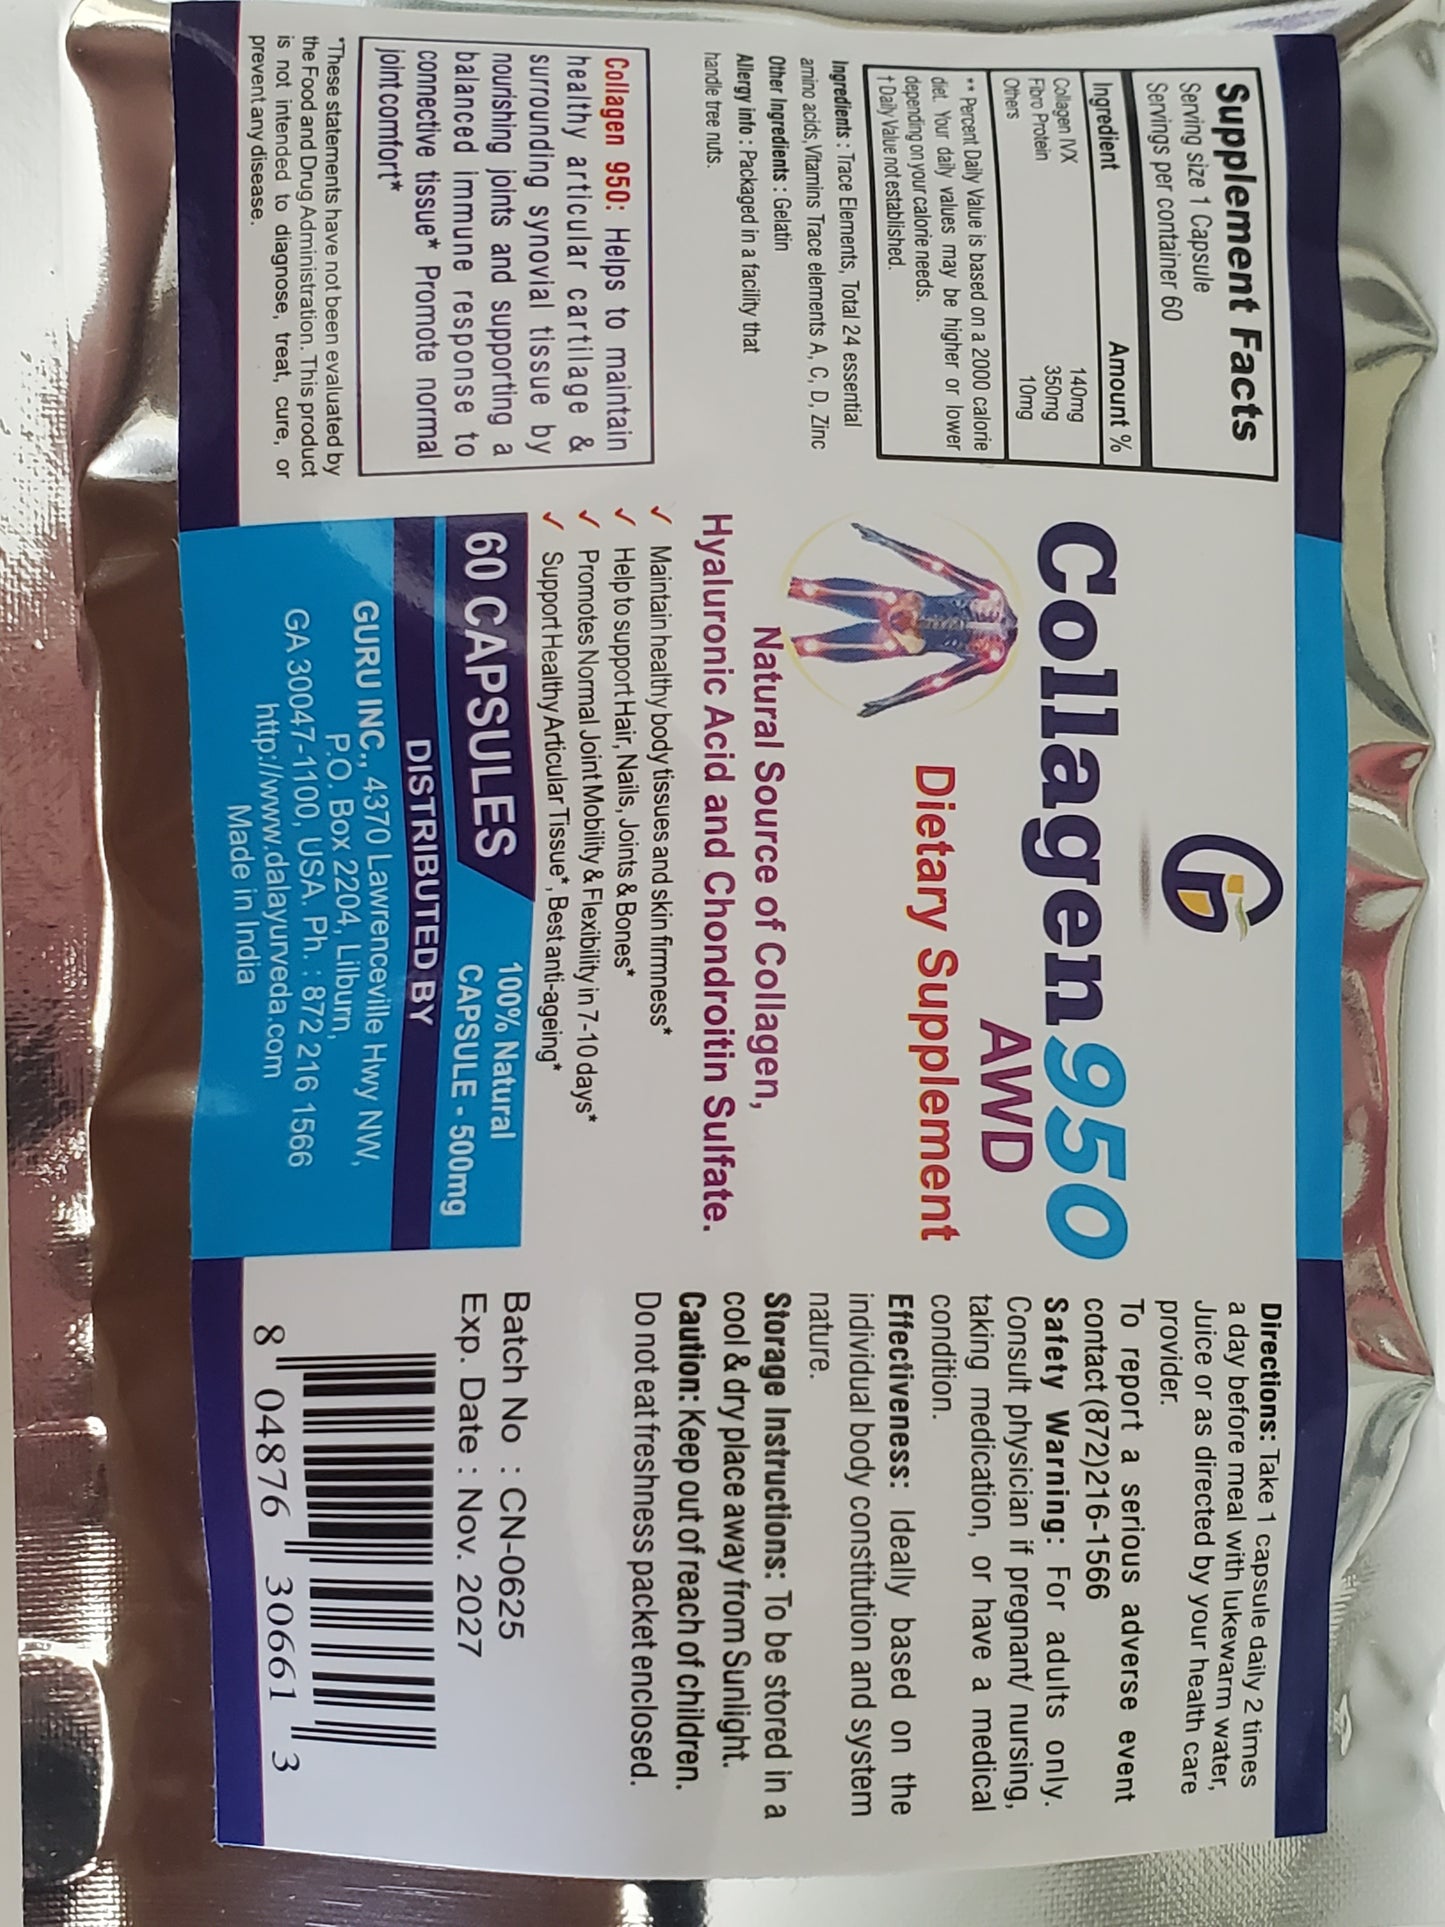 Supplement Facts
Serving size 1 Capsule
Servings per container 60
Ingredient Amount %
Collagen IVX 140mg
Fibro Protein 350mg
Others 10mg
** Percent Daily Value is based on a 2000 calorie
diet. Your daily values may be higher or lower
depending on your calorie needs.
† Daily Value not established.
Ingredients : Trace Elements, Total 24 essential
amino acids,Vitamins Trace elements A, C, D, Zinc
Other Ingredients : Gelatin
Allergy info : Packaged in a facility that
handle tree nuts.
Collagen 950: Helps to maintain
healthy articular cartilage &
surrounding synovial tissue by
nourishing joints and supporting a
balanced immune response to
connective tissue* Promote normal
joint comfort*
*These statements have not been evaluated by
the Food and Drug Administration. This product
is not intended to diagnose, treat, cure, or
prevent any disease.
Collagen 950
AWD
Dietary Supplement
Natural Source of Collagen,
Hyaluronic Acid and Chondroitin Sulfate.
✓ Maintain healthy body tissues and skin firmness*
✓ Help to support Hair, Nails, Joints & Bones*
✓ Promotes Normal Joint Mobility & Flexibility in 7-10 days*
✓ Support Healthy Articular Tissue*, Best anti-ageing*
60 CAPSULES
100% Natural
CAPSULE - 500mg
DISTRIBUTED BY
GURU INC., 4370 Lawrenceville Hwy NW,
P.O. Box 2204, Lilburn,
GA 30047-1100, USA. Ph. : 872 216 1566
http://www.dalayurveda.com
Made in India
Directions: Take 1 capsule daily 2 times
a day before meal with lukewarm water,
Juice or as directed by your health care
provider.
To report a serious adverse event
contact (872)216-1566
Safety Warning: For adults only.
Consult physician if pregnant/ nursing,
taking medication, or have a medical
condition.
Effectiveness: Ideally based on the
individual body constitution and system
nature.
Storage Instructions: To be stored in a
cool & dry place away from Sunlight.
Caution: Keep out of reach of children.
Do not eat freshness packet enclosed.
Batch No : CN-0625
Exp. Date : Nov. 2027
8 04876 30661 3